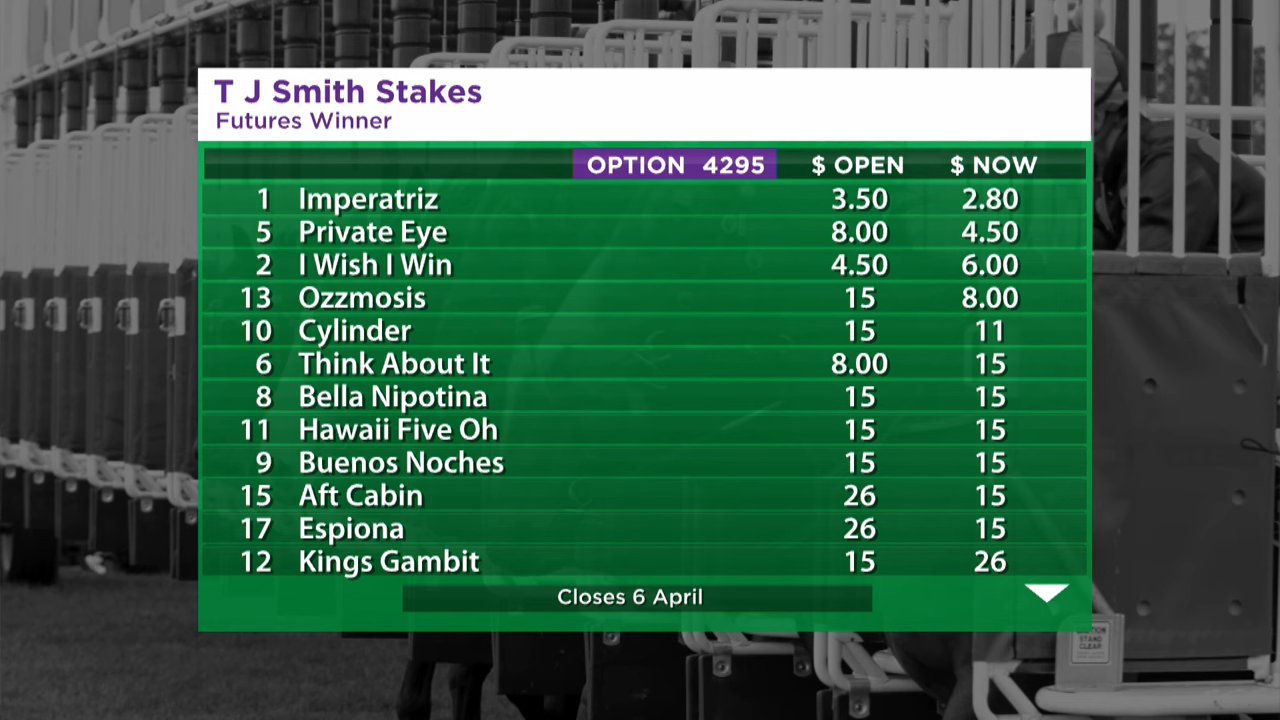 T J Smith Stakes
Futures Winner
OPTION 4295 $ OPEN $ NOW
1 Imperatriz 3.50 2.80
5 Private Eye 8.00 4.50
2 I Wish I Win 4.50 6.00
13 Ozzmosis 15 8.00
10 Cylinder 15 11
6 Think About It 8.00 15
8 Bella Nipotina 15 15
11 Hawaii Five Oh 15 15
9 Buenos Noches 15 15
15 Aft Cabin 26 15
17 Espiona 26 15
12 Kings Gambit 15 26
Closes 6 April
STAND
CLEAR